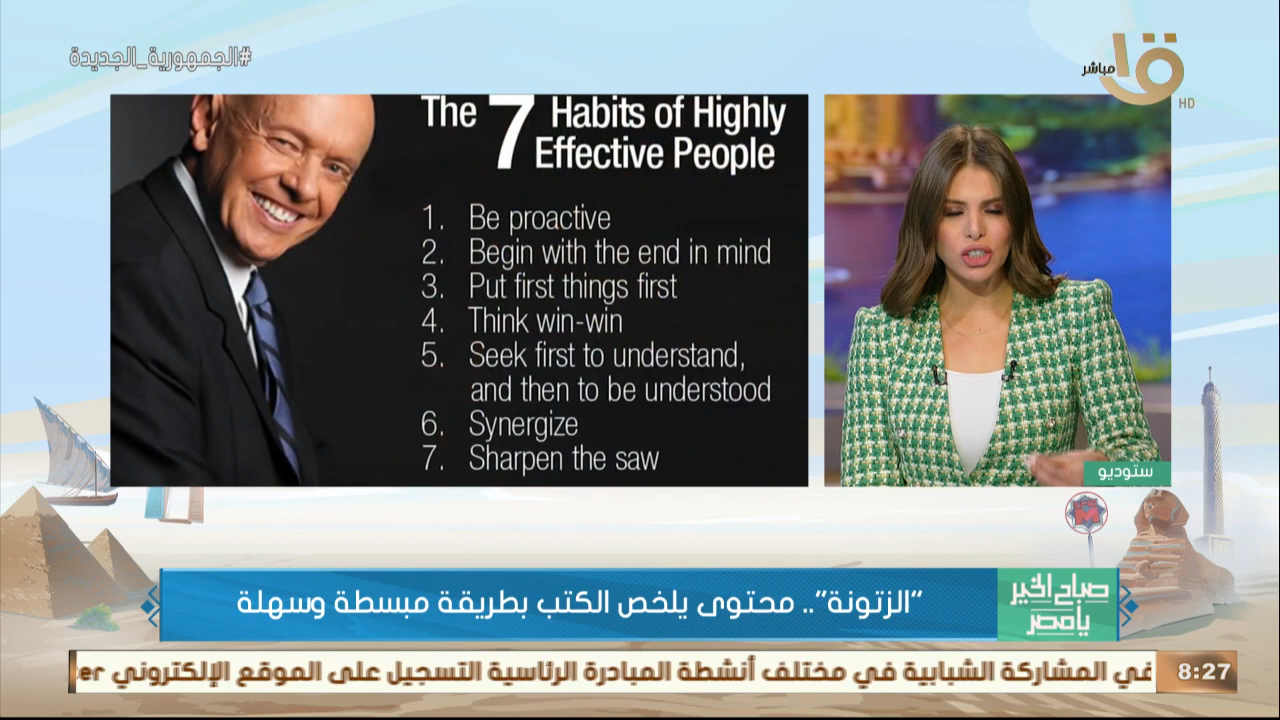 #الجمهورية_الجديدة
مباشر
HD
The 7 Habits of Highly
Effective People
1. Be proactive
2. Begin with the end in mind
3. Put first things first
4. Think win-win
5. Seek first to understand,
and then to be understood
6. Synergize
7. Sharpen the saw
ستوديو
صباح الخير
يا مصر
“الزتونة”.. محتوى يلخص الكتب بطريقة مبسطة وسهلة
8:27
في المشاركة الشبابية في مختلف أنشطة المبادرة الرئاسية التسجيل على الموقع الإلكتروني